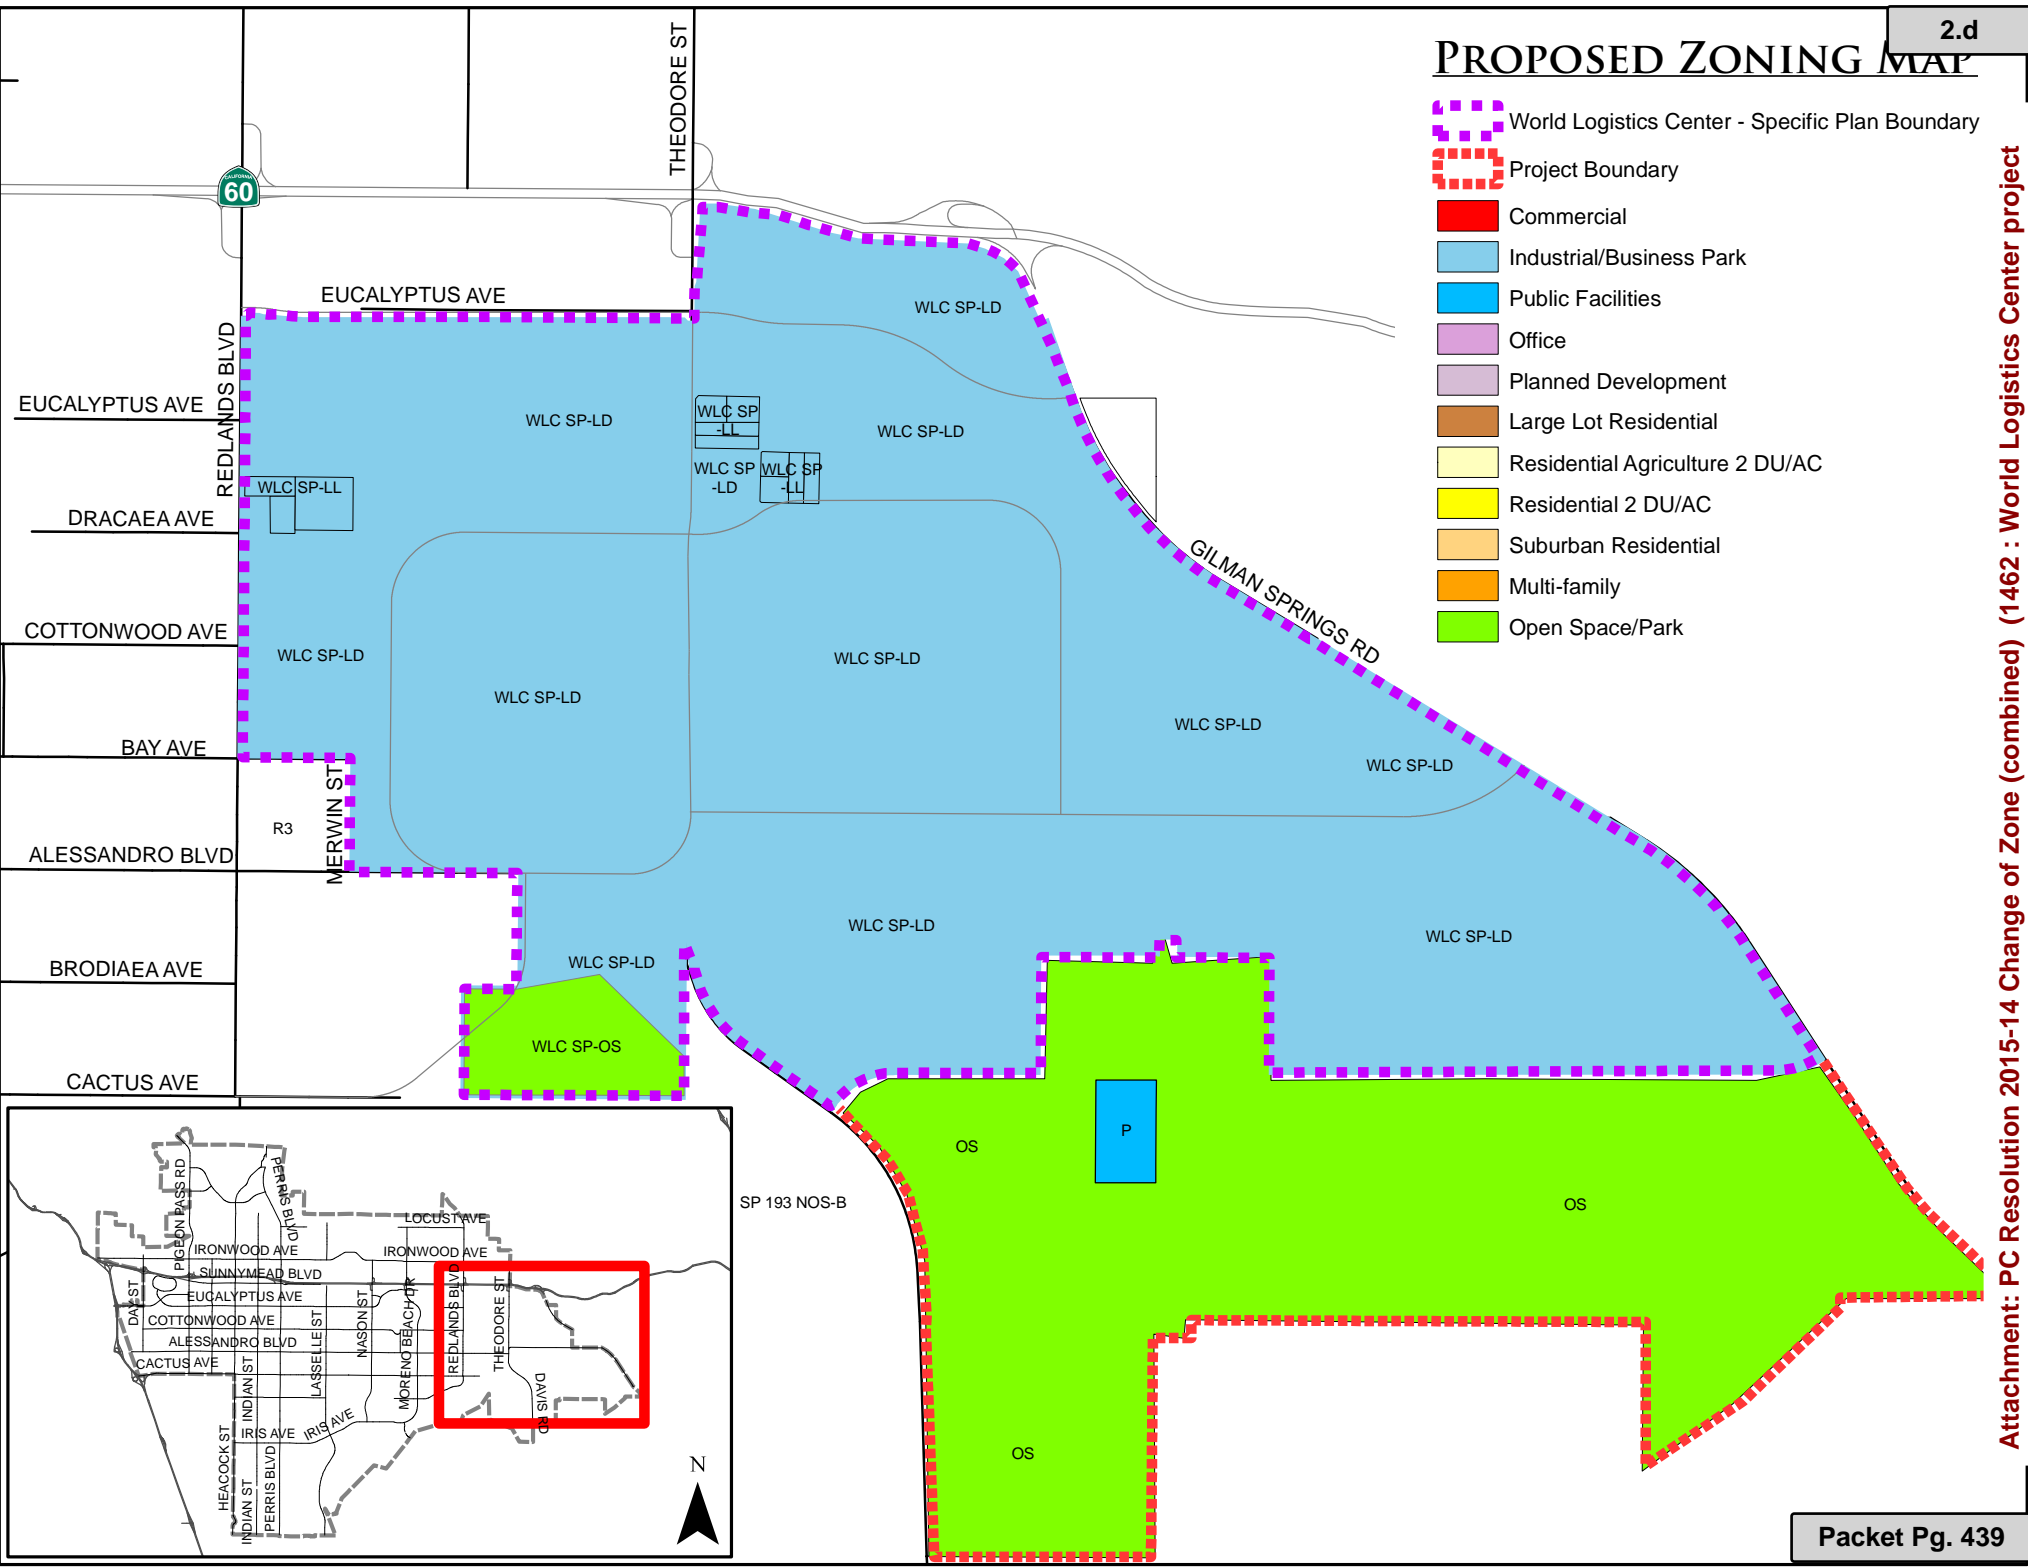 2.d
PROPOSED ZONING MAP
World Logistics Center - Specific Plan Boundary
Project Boundary
Commercial
Industrial/Business Park
Public Facilities
Office
Planned Development
Large Lot Residential
Residential Agriculture 2 DU/AC
Residential 2 DU/AC
Suburban Residential
Multi-family
Open Space/Park
THEODORE ST
CALIFORNIA
60
EUCALYPTUS AVE
REDLANDS BLVD
EUCALYPTUS AVE
DRACAEA AVE
COTTONWOOD AVE
BAY AVE
MERWIN ST
ALESSANDRO BLVD
BRODIAEA AVE
CACTUS AVE
GILMAN SPRINGS RD
WLC SP-LD
WLC SP-LD
WLC SP
-LL
WLC SP-LD
WLC SP
-LD
WLC SP
-LL
WLC SP-LL
WLC SP-LD
WLC SP-LD
WLC SP-LD
WLC SP-LD
WLC SP-LD
R3
WLC SP-LD
WLC SP-LD
WLC SP-LD
WLC SP-OS
OS
P
OS
SP 193 NOS-B
OS
PIGEON PASS RD
PERRIS BLVD
LOCUST AVE
IRONWOOD AVE
IRONWOOD AVE
SUNNYMEAD BLVD
EUCALYPTUS AVE
DAY ST
COTTONWOOD AVE
ALESSANDRO BLVD
CACTUS AVE
INDIAN ST
LASSELLE ST
NASON ST
MORENO BEACH DR
REDLANDS BLVD
THEODORE ST
DAVIS RD
IRIS AVE
IRIS AVE
HEACOCK ST
INDIAN ST
PERRIS BLVD
N
Attachment: PC Resolution 2015-14 Change of Zone (combined) (1462 : World Logistics Center project
Packet Pg. 439